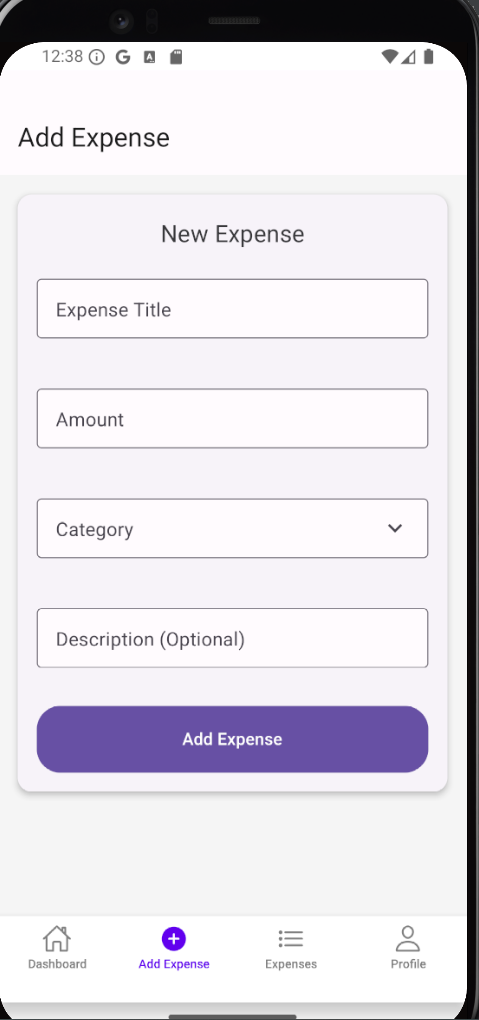 12:38
Add Expense
New Expense
Expense Title
Amount
Category
Description (Optional)
Add Expense
Dashboard
Add Expense
Expenses
Profile